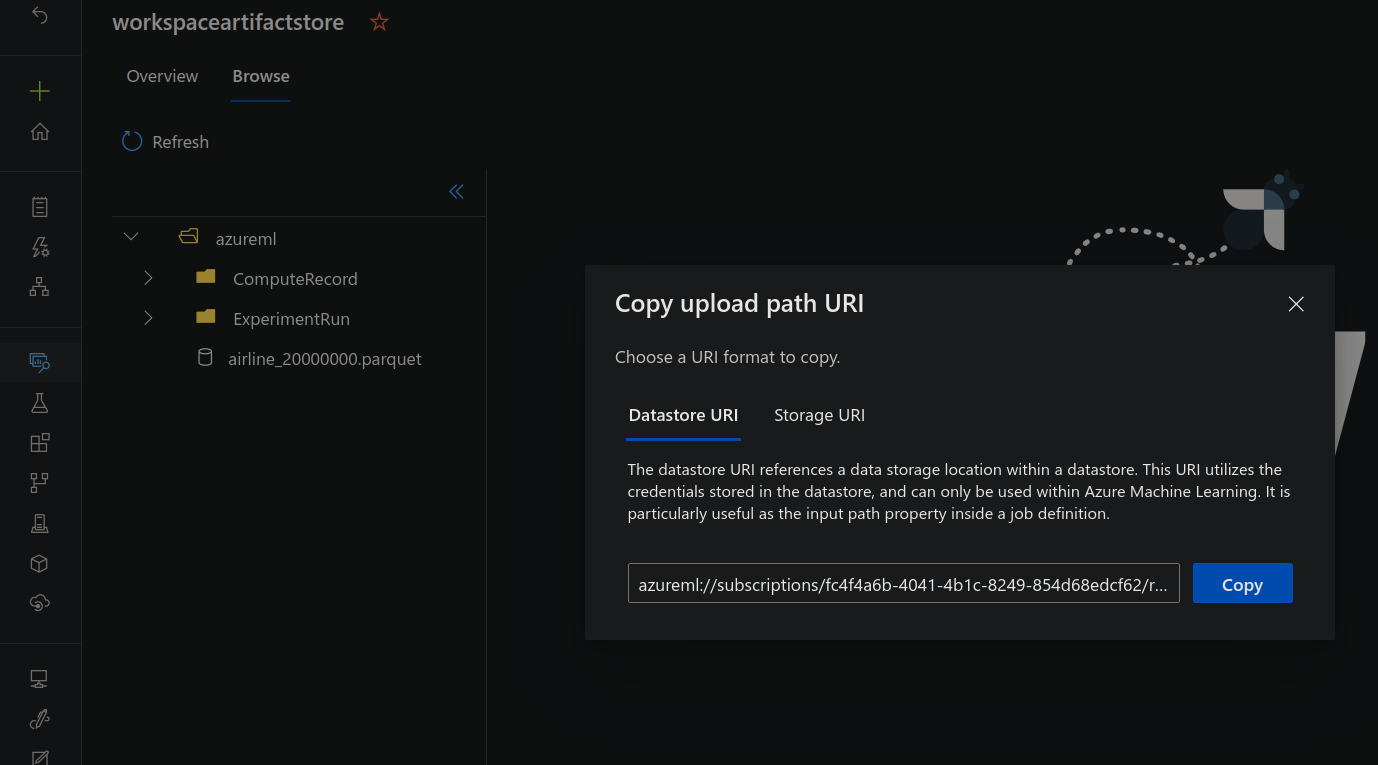 workspaceartifactstore
Overview
Browse
Refresh
azureml
ComputeRecord
ExperimentRun
airline_20000000.parquet
Copy upload path URI
Choose a URI format to copy.
Datastore URI
Storage URI
The datastore URI references a data storage location within a datastore. This URI utilizes the
credentials stored in the datastore, and can only be used within Azure Machine Learning. It is
particularly useful as the input path property inside a job definition.
azureml://subscriptions/fc4f4a6b-4041-4b1c-8249-854d68edcf62/r...
Copy